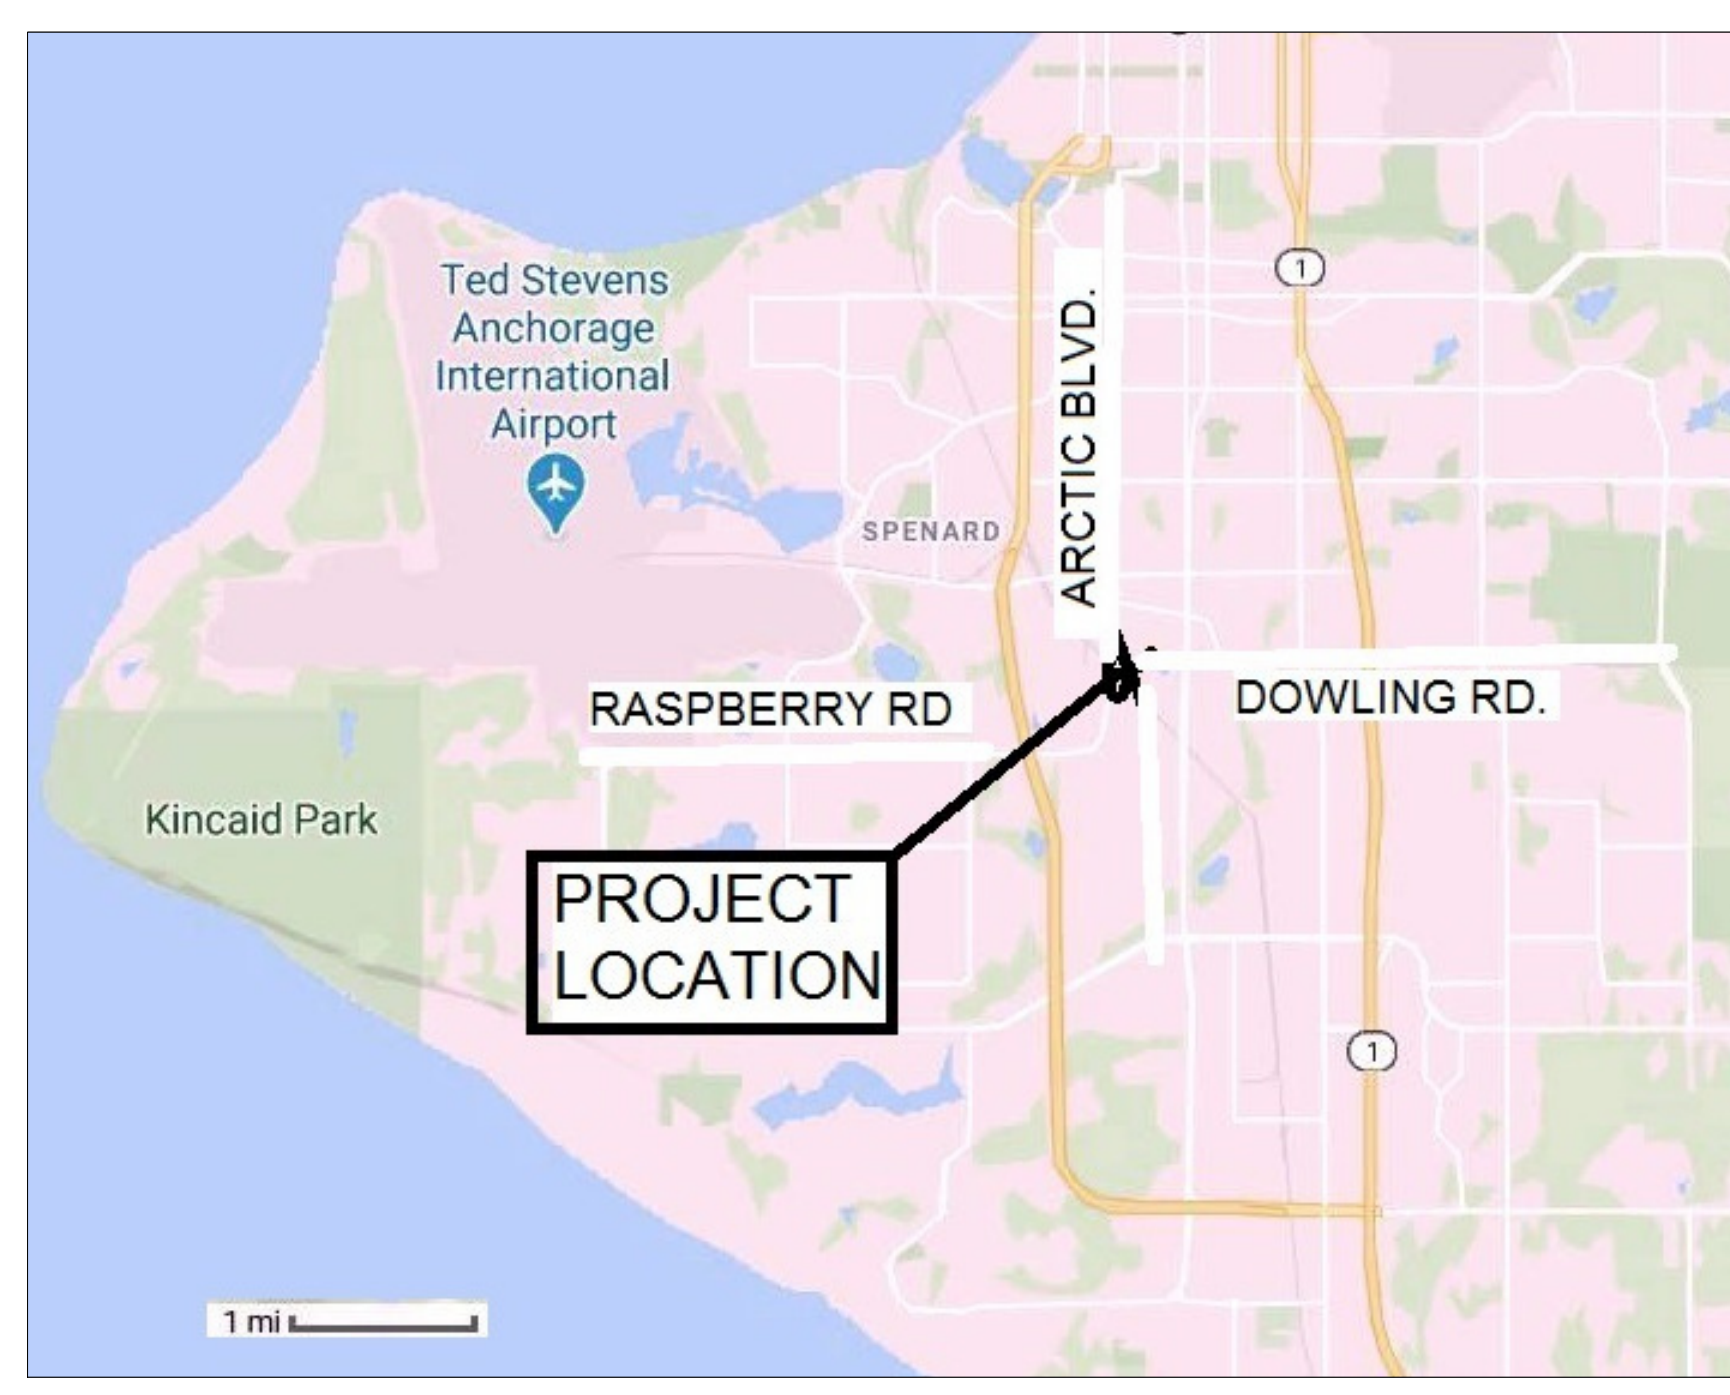 1
Ted Stevens
Anchorage
International
Airport
ARCTIC BLVD.
SPENARD
RASPBERRY RD
DOWLING RD.
Kincaid Park
PROJECT
LOCATION
1
1 mi